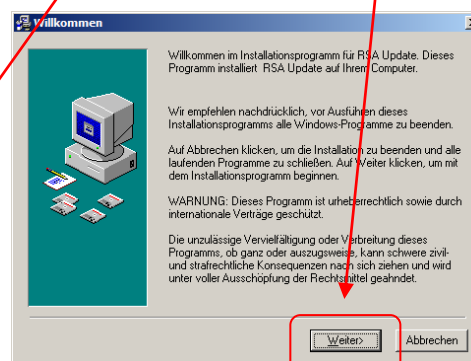 Willkommen
Willkommen im Installationsprogramm für RSA Update. Dieses
Programm installiert RSA Update auf Ihrem Computer.
Wir empfehlen nachdrücklich, vor Ausführen dieses
Installationsprogramms alle Windows-Programme zu beenden.
Auf Abbrechen klicken, um die Installation zu beenden und alle
laufenden Programme zu schließen. Auf Weiter klicken, um mit
dem Installationsprogramm beginnen.
WARNUNG: Dieses Programm ist urheberrechtlich sowie durch
internationale Verträge geschützt.
Die unzulässige Vervielfältigung oder Verbreitung dieses
Programms, ob ganz oder auszugsweise, kann schwere zivil-
und strafrechtliche Konsequenzen nach sich ziehen und wird
unter voller Ausschöpfung der Rechtsmittel geahndet.
Weiter> Abbrechen